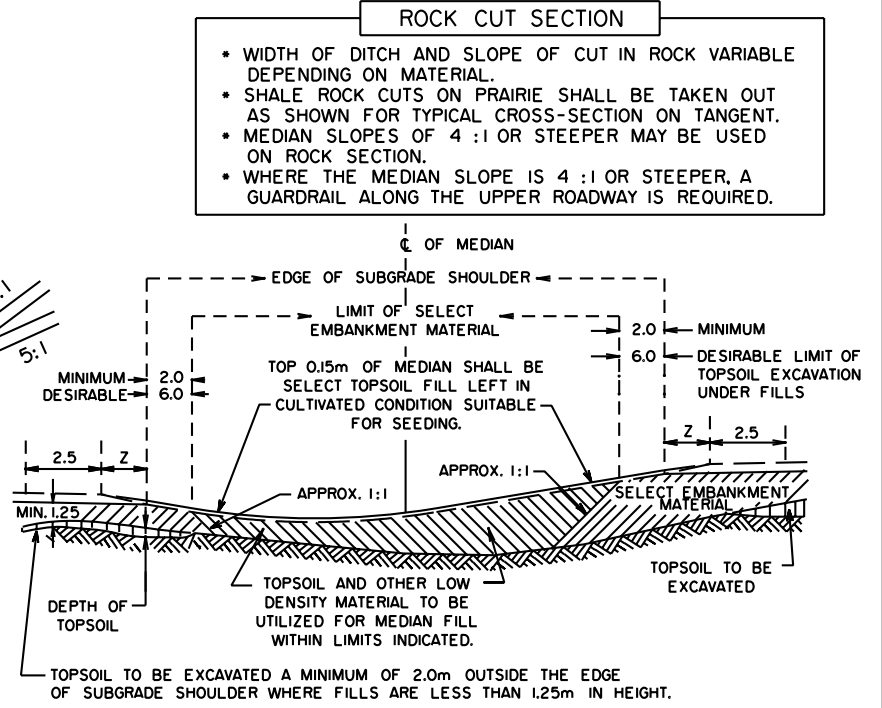 ROCK CUT SECTION
* WIDTH OF DITCH AND SLOPE OF CUT IN ROCK VARIABLE
DEPENDING ON MATERIAL.
* SHALE ROCK CUTS ON PRAIRIE SHALL BE TAKEN OUT
AS SHOWN FOR TYPICAL CROSS-SECTION ON TANGENT.
* MEDIAN SLOPES OF 4 :1 OR STEEPER MAY BE USED
ON ROCK SECTION.
* WHERE THE MEDIAN SLOPE IS 4 :1 OR STEEPER, A
GUARDRAIL ALONG THE UPPER ROADWAY IS REQUIRED.
℄ OF MEDIAN
EDGE OF SUBGRADE SHOULDER
LIMIT OF SELECT
EMBANKMENT MATERIAL
2.0 MINIMUM
6.0 DESIRABLE LIMIT OF
TOPSOIL EXCAVATION
UNDER FILLS
:1
5:1
MINIMUM 2.0
DESIRABLE 6.0
TOP 0.15m OF MEDIAN SHALL BE
SELECT TOPSOIL FILL LEFT IN
CULTIVATED CONDITION SUITABLE
FOR SEEDING.
2.5 Z
Z 2.5
APPROX. 1:1
APPROX. 1:1
MIN. 1.25
SELECT EMBANKMENT
MATERIAL
DEPTH OF
TOPSOIL
TOPSOIL AND OTHER LOW
DENSITY MATERIAL TO BE
UTILIZED FOR MEDIAN FILL
WITHIN LIMITS INDICATED.
TOPSOIL TO BE
EXCAVATED
TOPSOIL TO BE EXCAVATED A MINIMUM OF 2.0m OUTSIDE THE EDGE
OF SUBGRADE SHOULDER WHERE FILLS ARE LESS THAN 1.25m IN HEIGHT.